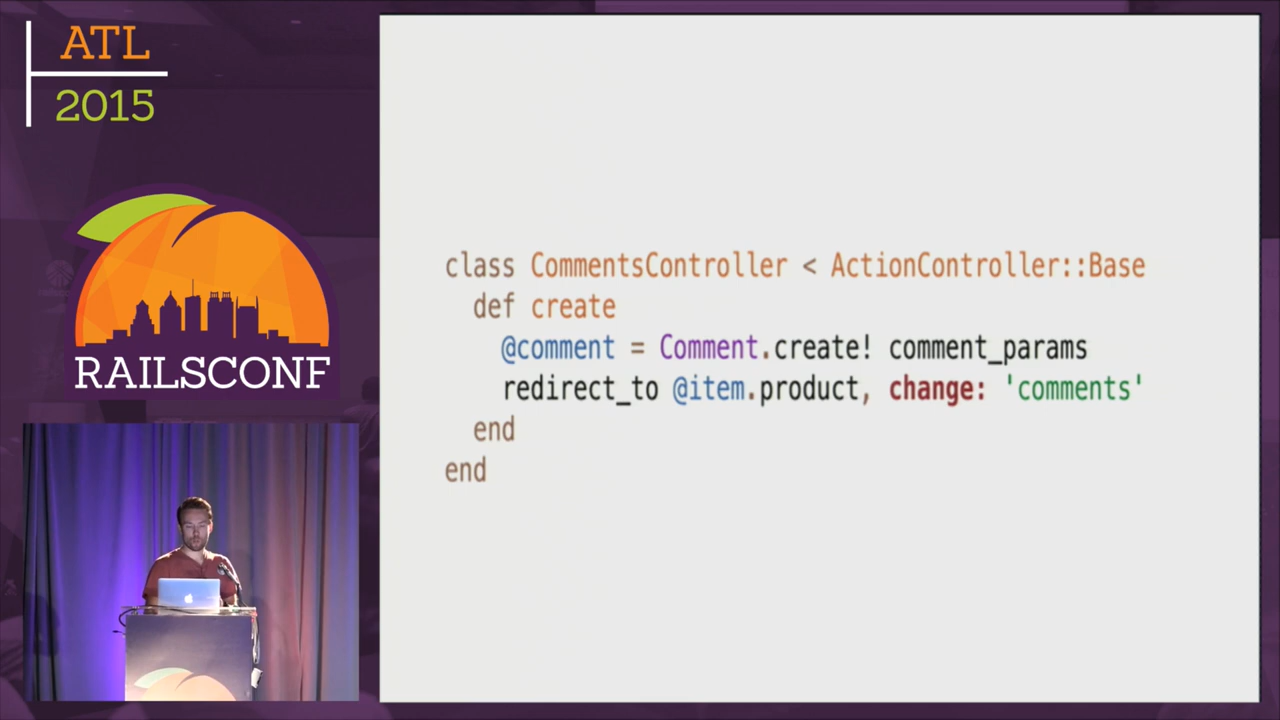 ATL
2015
RAILSCONF
class CommentsController < ActionController::Base
  def create
    @comment = Comment.create! comment_params
    redirect_to @item.product, change: 'comments'
  end
end